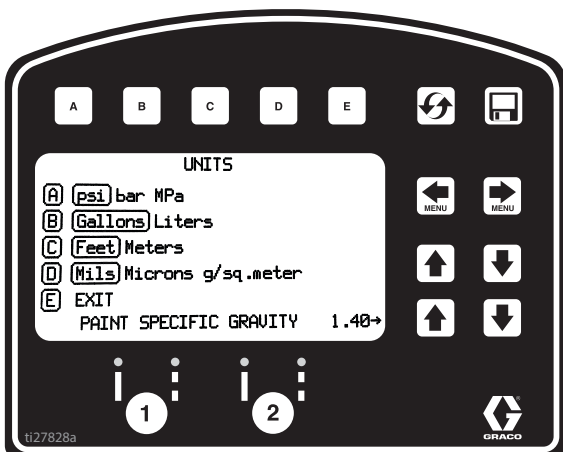 A B C D E
UNITS
A psi bar MPa
B Gallons Liters
C Feet Meters
D Mils Microns g/sq.meter
E EXIT
PAINT SPECIFIC GRAVITY 1.40→
MENU MENU
1 2
ti27828a
GRACO